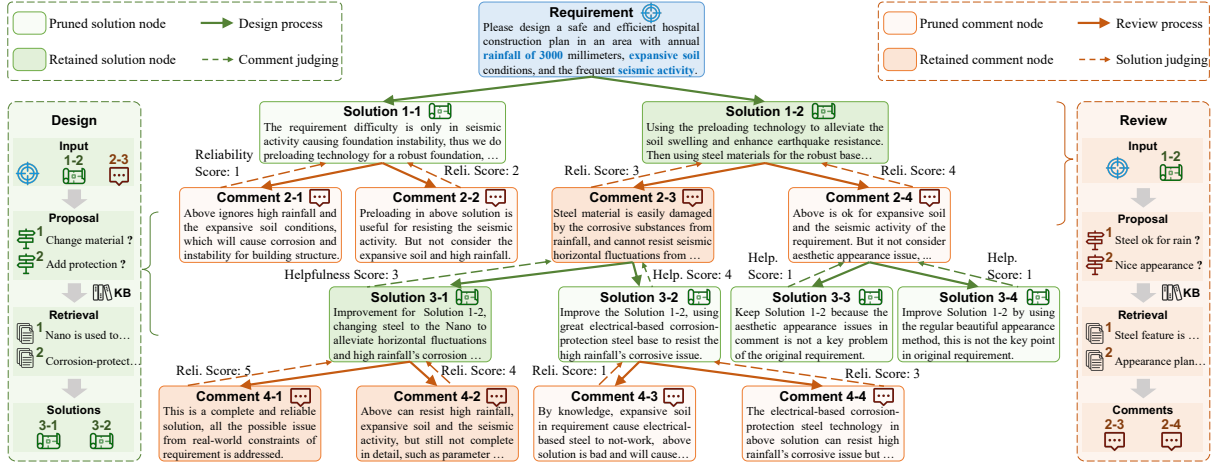 Pruned solution node
Design process
Retained solution node
Comment judging
Requirement
Please design a safe and efficient hospital
construction plan in an area with annual
rainfall of 3000 millimeters, expansive soil
conditions, and the frequent seismic activity.
Pruned comment node
Review process
Retained comment node
Solution judging
Design
Input
1-2
2-3
Proposal
1
Change material ?
2
Add protection ?
KB
Retrieval
1
Nano is used to…
2
Corrosion-protect…
Solutions
3-1
3-2
Solution 1-1
The requirement difficulty is only in seismic
activity causing foundation instability, thus we do
preloading technology for a robust foundation, …
Solution 1-2
Using the preloading technology to alleviate the
soil swelling and enhance earthquake resistance.
Then using steel materials for the robust base…
Reliability
Score: 1
Reli. Score: 2
Reli. Score: 3
Reli. Score: 4
Comment 2-1
Above ignores high rainfall and
the expansive soil conditions,
which will cause corrosion and
instability for building structure.
Comment 2-2
Preloading in above solution is
useful for resisting the seismic
activity. But not consider the
expansive soil and high rainfall.
Comment 2-3
Steel material is easily damaged
by the corrosive substances from
rainfall, and cannot resist seismic
horizontal fluctuations from …
Comment 2-4
Above is ok for expansive soil
and the seismic activity of the
requirement. But it not consider
aesthetic appearance issue, ...
Helpfulness Score: 3
Help. Score: 4
Help.
Score: 1
Help.
Score: 1
Solution 3-1
Improvement for Solution 1-2,
changing steel to the Nano to
alleviate horizontal fluctuations
and high rainfall's corrosion …
Solution 3-2
Improve the Solution 1-2, using
great electrical-based corrosion-
protection steel base to resist the
high rainfall's corrosive issue.
Solution 3-3
Keep Solution 1-2 because the
aesthetic appearance issues in
comment is not a key problem
of the original requirement.
Solution 3-4
Improve Solution 1-2 by using
the regular beautiful appearance
method, this is not the key point
in original requirement.
Reli. Score: 5
Reli. Score: 4
Reli. Score: 1
Reli. Score: 3
Comment 4-1
This is a complete and reliable
solution, all the possible issue
from real-world constraints of
requirement is addressed.
Comment 4-2
Above can resist high rainfall,
expansive soil and the seismic
activity, but still not complete
in detail, such as parameter …
Comment 4-3
By knowledge, expansive soil
in requirement cause electrical-
based steel to not-work, above
solution is bad and will cause…
Comment 4-4
The electrical-based corrosion-
protection steel technology in
above solution can resist high
rainfall's corrosive issue but …
Review
Input
1-2
Proposal
1
Steel ok for rain ?
2
Nice appearance ?
KB
Retrieval
1
Steel feature is …
2
Appearance plan…
Comments
2-3
2-4